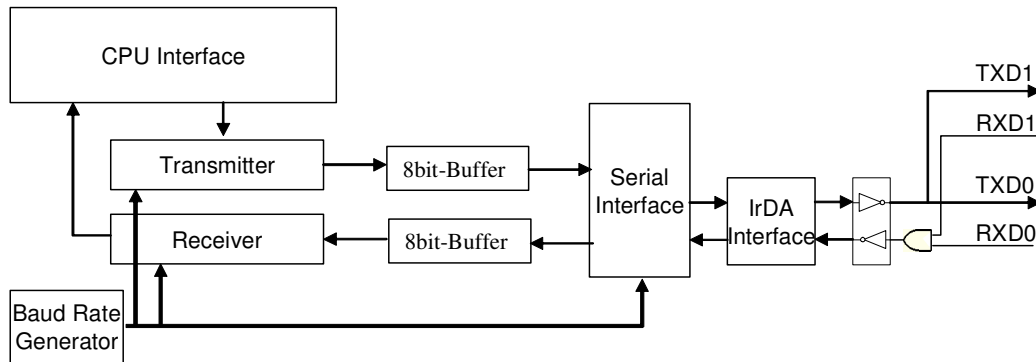 CPU Interface
TXD1
RXD1
Transmitter
8bit-Buffer
Serial
Interface
IrDA
Interface
TXD0
RXD0
Receiver
8bit-Buffer
Baud Rate
Generator